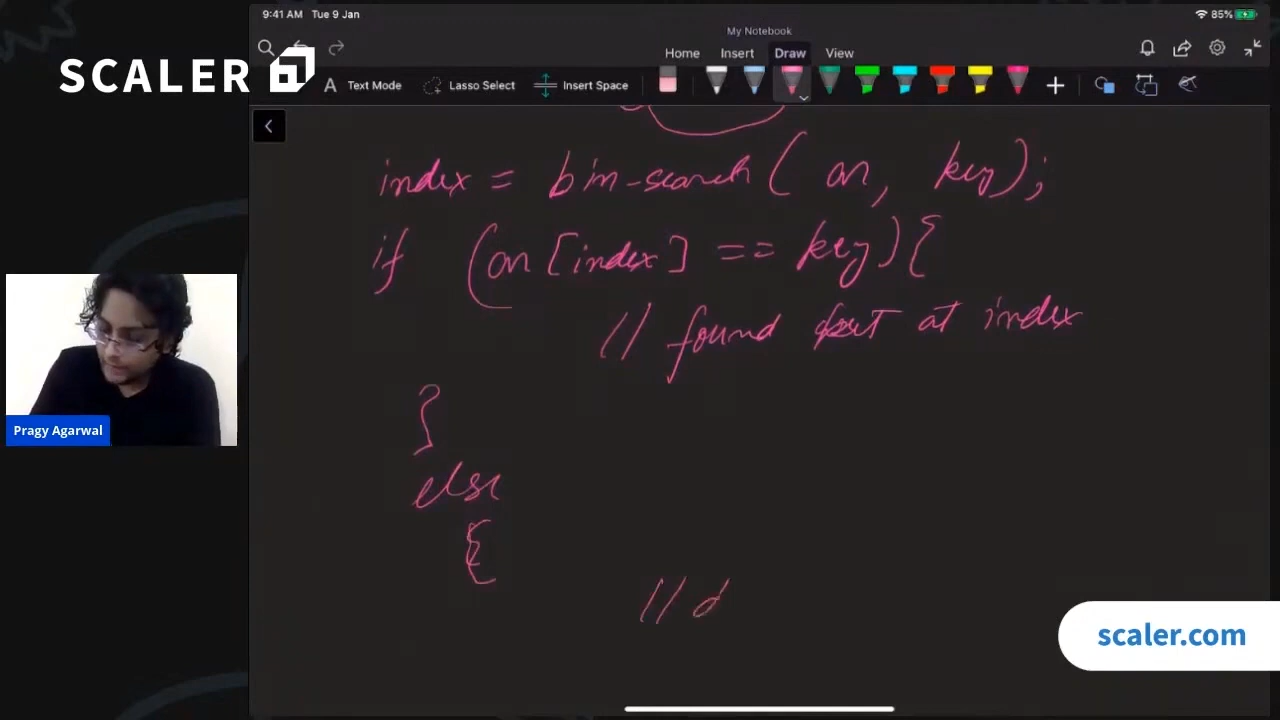 9:41 AM Tue 9 Jan
85%
My Notebook
Home Insert Draw View
SCALER
Text Mode Lasso Select Insert Space
index = bin-search( arr, key);
if (arr[index] == key){
// found at index
}
else
{
// d
Pragy Agarwal
scaler.com